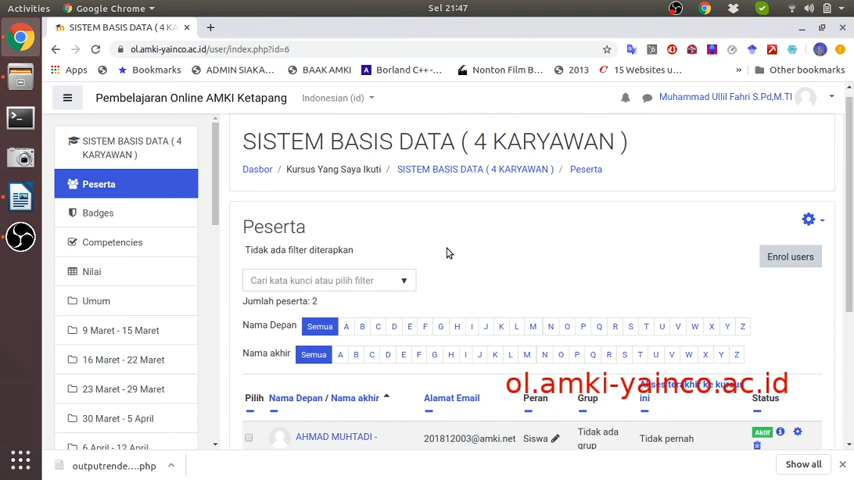 Activities Google Chrome Sel 21:47
SISTEM BASIS DATA ( 4 KA
ol.amki-yainco.ac.id/user/index.php?id=6
Apps Bookmarks ADMIN SIAKA... BAAK AMKI Borland C++-... Nonton Film B... 2013 15 Websites u... » Other bookmarks
Pembelajaran Online AMKI Ketapang Indonesian (id) Muhammad Ullil Fahri S.Pd,M.TI
SISTEM BASIS DATA ( 4
KARYAWAN )
Peserta
Badges
Competencies
Nilai
Umum
9 Maret - 15 Maret
16 Maret - 22 Maret
23 Maret - 29 Maret
30 Maret - 5 April
6 April - 12 April
SISTEM BASIS DATA ( 4 KARYAWAN )
Dasbor / Kursus Yang Saya Ikuti / SISTEM BASIS DATA ( 4 KARYAWAN ) / Peserta
Peserta
Tidak ada filter diterapkan
Enrol users
Cari kata kunci atau pilih filter ▼
Jumlah peserta: 2
Nama Depan Semua A B C D E F G H I J K L M N O P Q R S T U V W X Y Z
Nama akhir Semua A B C D E F G H I J K L M N O P Q R S T U V W X Y Z
ol.amki-yainco.ac.id
Akses terakhir ke kursus
Pilih Nama Depan / Nama akhir Alamat Email Peran Grup ini Status
AHMAD MUHTADI - 201812003@amki.net Siswa Tidak ada grup Tidak pernah Aktif
outputrende....php Show all